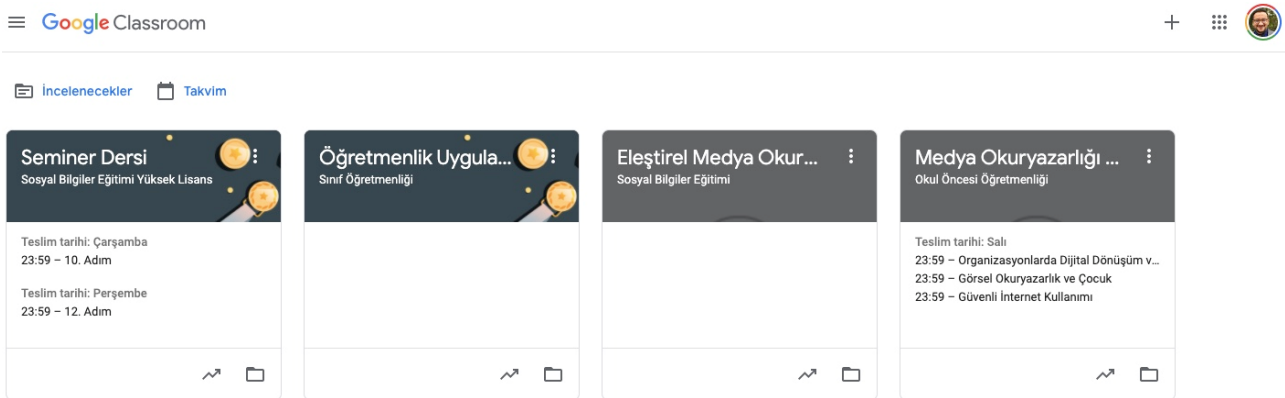 Google Classroom
İncelenecekler
Takvim
Seminer Dersi
Sosyal Bilgiler Eğitimi Yüksek Lisans
Teslim tarihi: Çarşamba
23:59 – 10. Adım
Teslim tarihi: Perşembe
23:59 – 12. Adım
Öğretmenlik Uygula...
Sınıf Öğretmenliği
Eleştirel Medya Okur...
Sosyal Bilgiler Eğitimi
Medya Okuryazarlığı ...
Okul Öncesi Öğretmenliği
Teslim tarihi: Salı
23:59 – Organizasyonlarda Dijital Dönüşüm v...
23:59 – Görsel Okuryazarlık ve Çocuk
23:59 – Güvenli İnternet Kullanımı